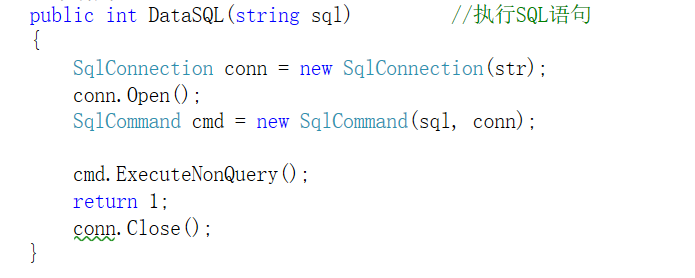 public int DataSQL(string sql)          //执行SQL语句
{
    SqlConnection conn = new SqlConnection(str);
    conn.Open();
    SqlCommand cmd = new SqlCommand(sql, conn);
    cmd.ExecuteNonQuery();
    return 1;
    conn.Close();
}